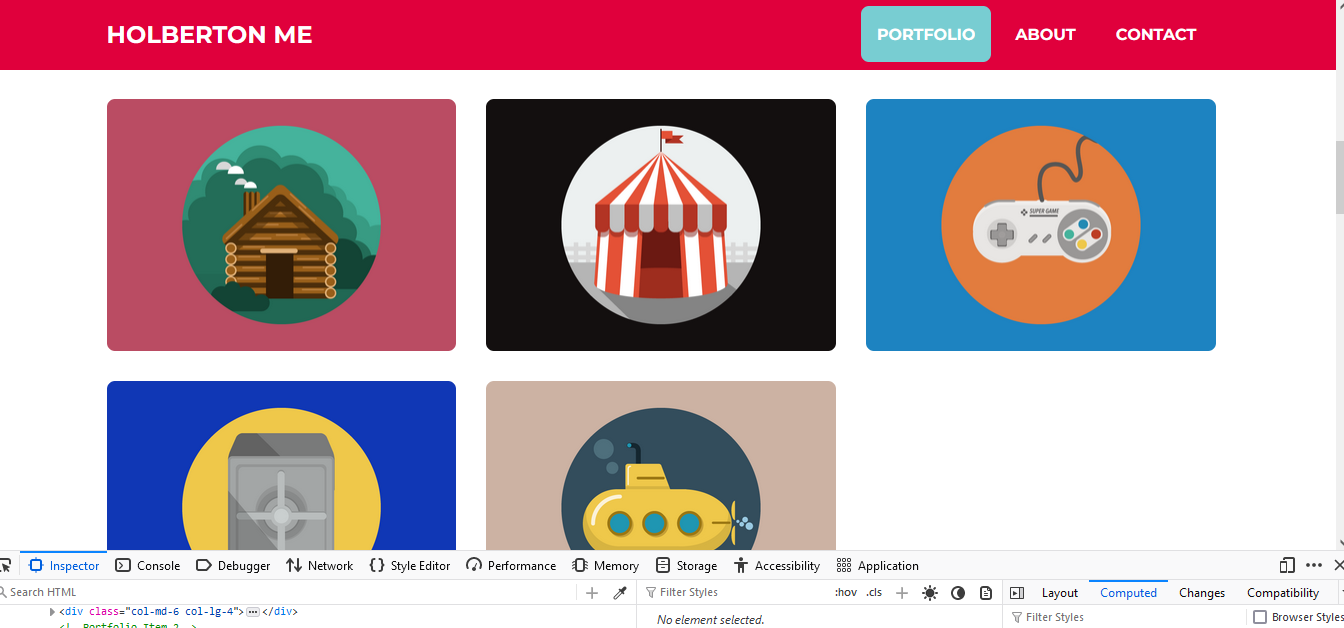 HOLBERTON ME
PORTFOLIO ABOUT CONTACT
SUPER GAME
Inspector Console Debugger Network Style Editor Performance Memory Storage Accessibility Application
Search HTML
Filter Styles :hov .cls
Layout Computed Changes Compatibility
<div class="col-md-6 col-lg-4"> </div>
<!-- Portfolio Item 2 -->
No element selected.
Filter Styles Browser Styles